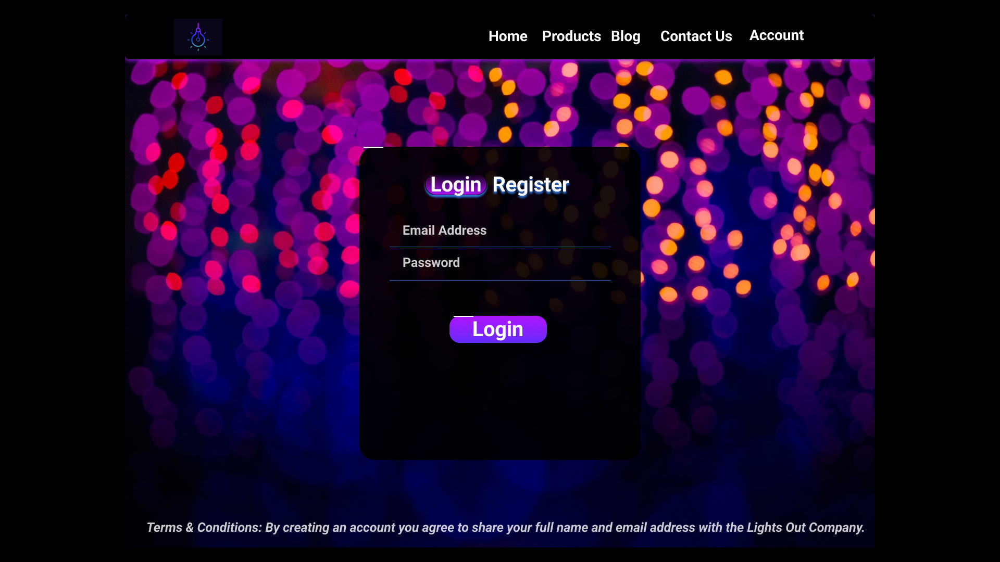 Home Products Blog Contact Us Account
Login Register
Email Address
Password
Login
Terms & Conditions: By creating an account you agree to share your full name and email address with the Lights Out Company.